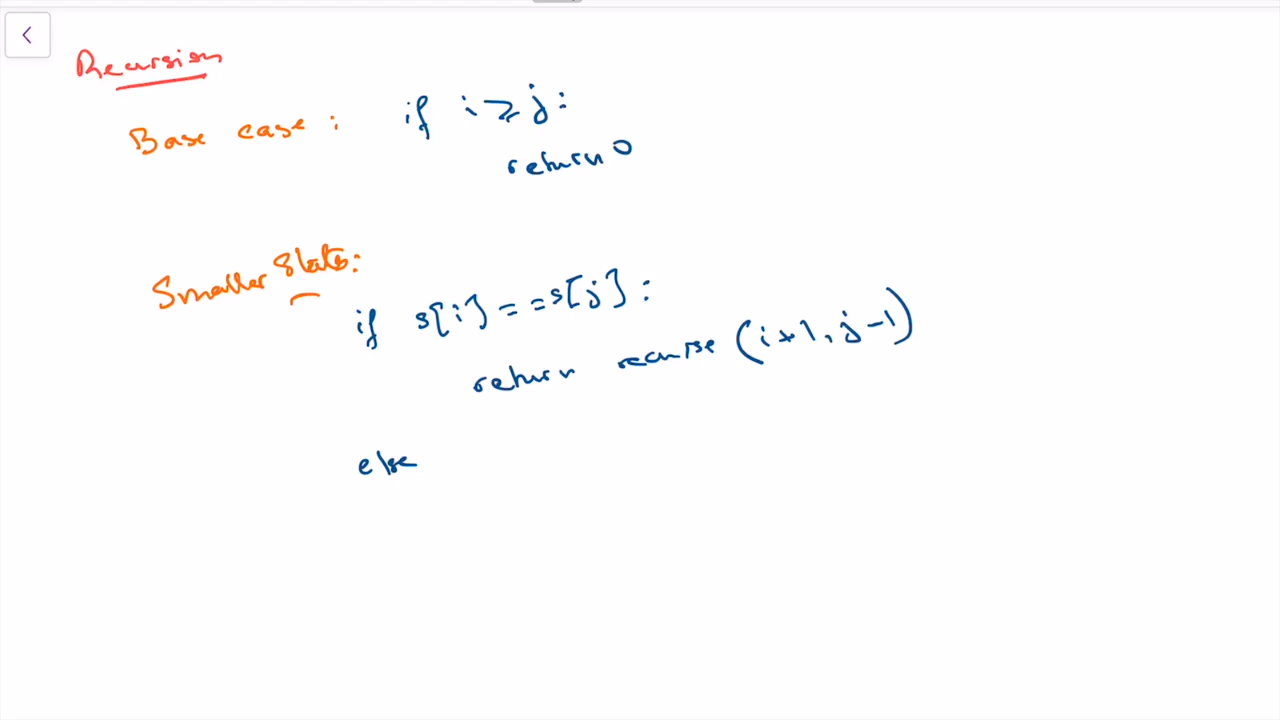 Recursion
Base case: if i ≥ j:
return 0
Smaller State:
if s[i] == s[j]:
return recurse (i+1, j-1)
else